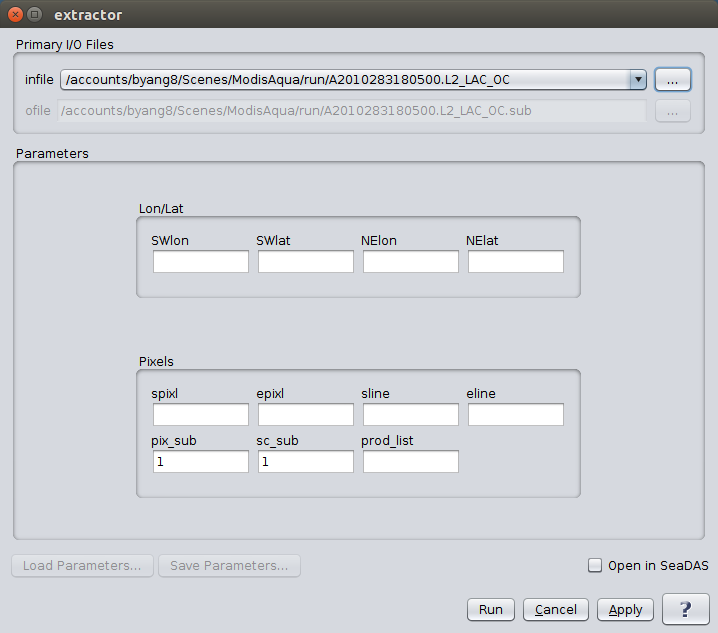 extractor
Primary I/O Files
infile /accounts/byang8/Scenes/ModisAqua/run/A2010283180500.L2_LAC_OC ...
ofile /accounts/byang8/Scenes/ModisAqua/run/A2010283180500.L2_LAC_OC.sub ...
Parameters
Lon/Lat
SWlon SWlat NElon NElat
Pixels
spixl epixl sline eline
pix_sub sc_sub prod_list
1 1
Load Parameters... Save Parameters... Open in SeaDAS
Run Cancel Apply ?